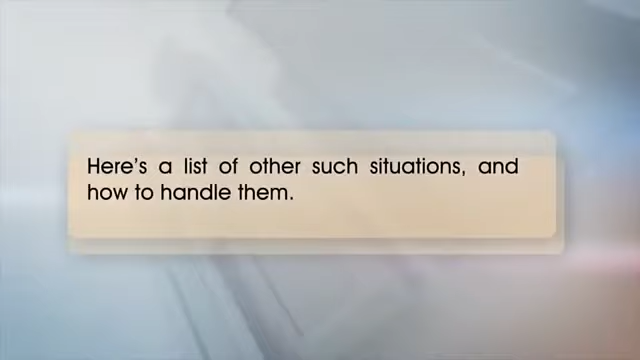 Here's a list of other such situations, and
how to handle them.